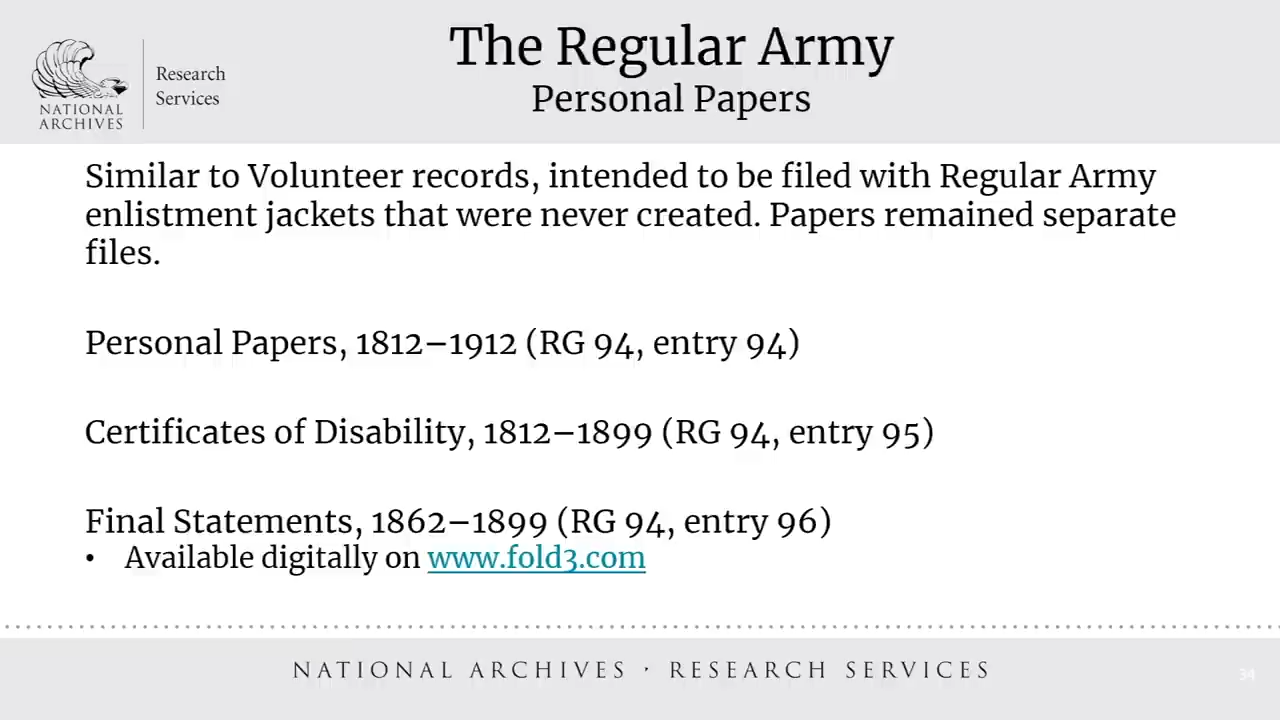 The Regular Army
Personal Papers
NATIONAL
ARCHIVES
Research
Services
Similar to Volunteer records, intended to be filed with Regular Army
enlistment jackets that were never created. Papers remained separate
files.
Personal Papers, 1812–1912 (RG 94, entry 94)
Certificates of Disability, 1812–1899 (RG 94, entry 95)
Final Statements, 1862–1899 (RG 94, entry 96)
• Available digitally on www.fold3.com
NATIONAL ARCHIVES · RESEARCH SERVICES
34